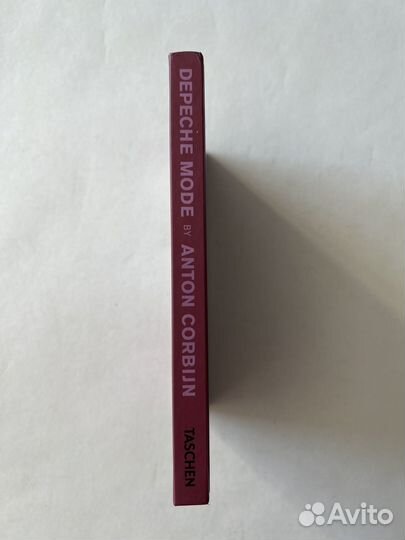 DEPECHE MODE BY ANTON CORBIJN
TASCHEN
Avito